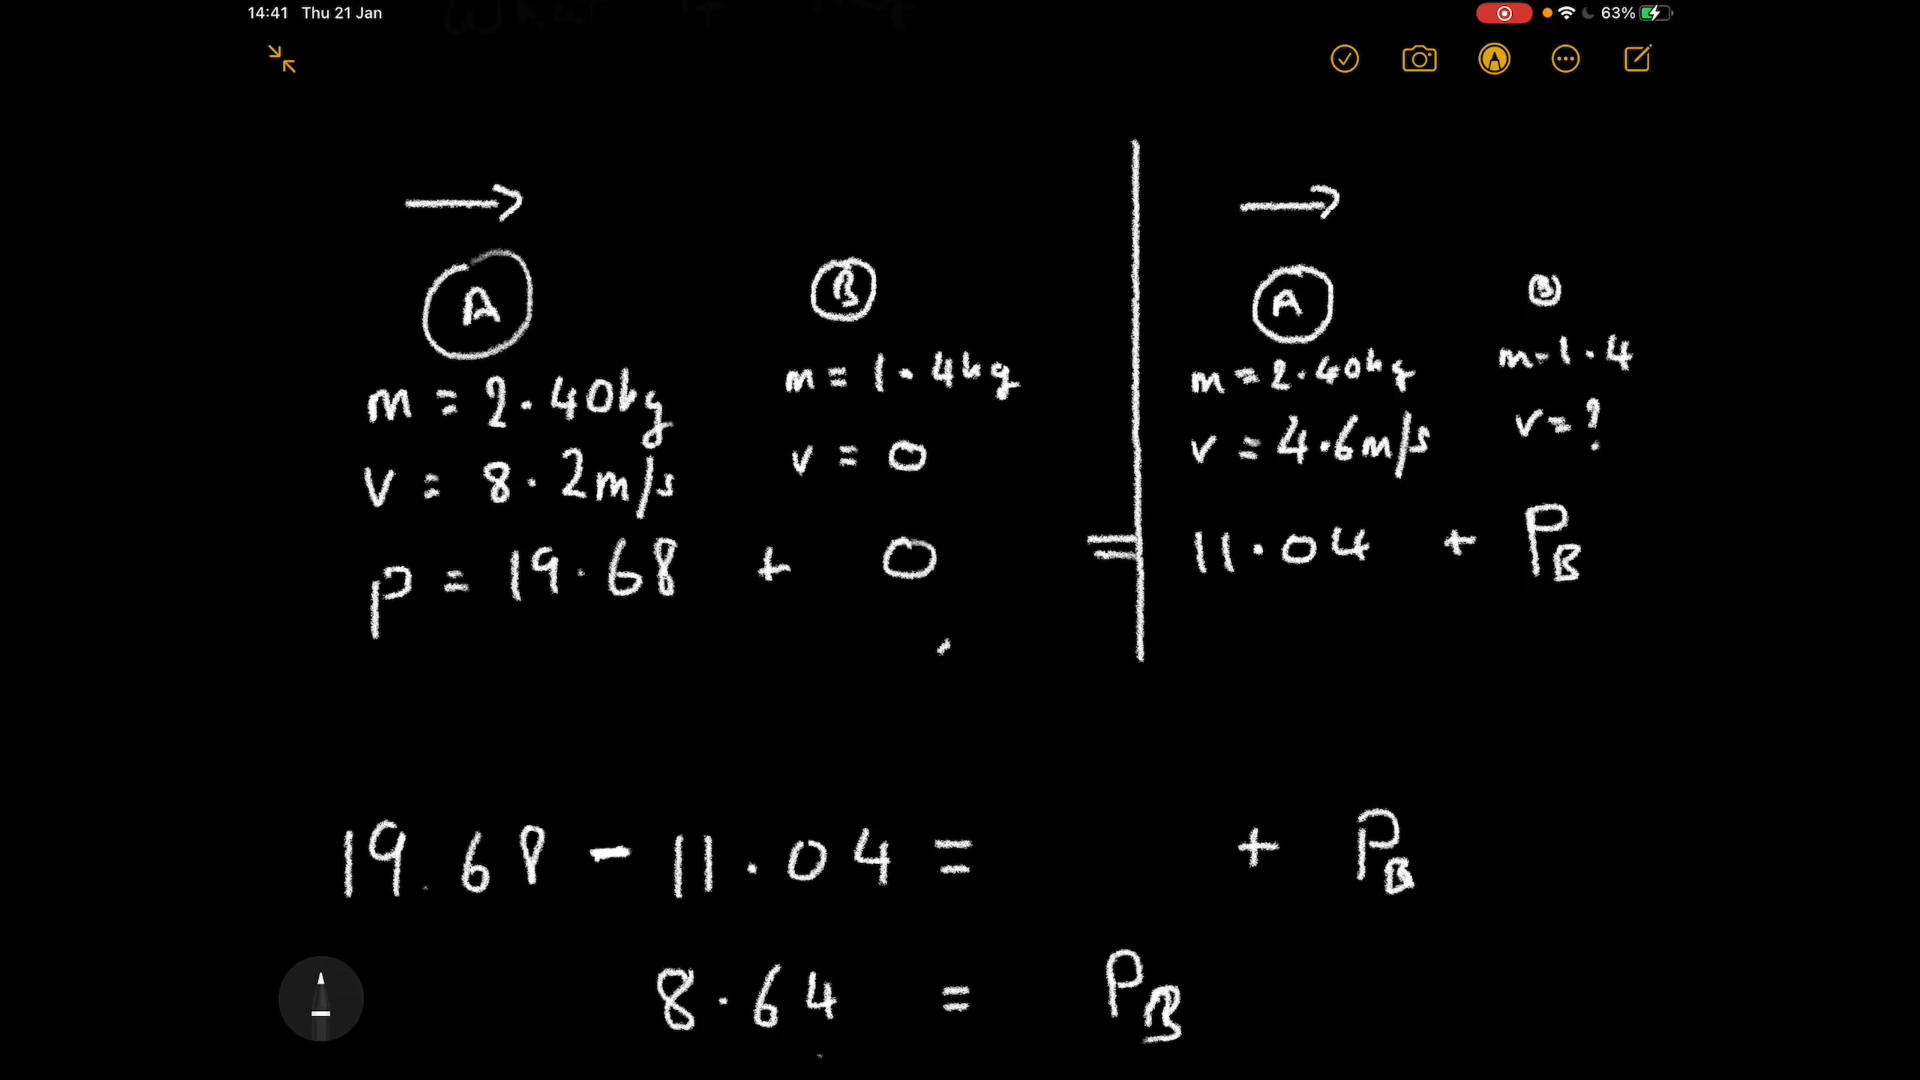 14:41 Thu 21 Jan 63%
A B A B
m = 2.40kg m = 1.4kg m = 2.40kg m = 1.4
v = 8.2m/s v = 0 v = 4.6m/s v = ?
p = 19.68 + 0 = 11.04 + PB
19.68 - 11.04 = + PB
8.64 = PB